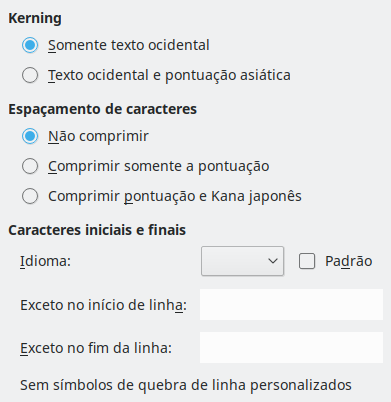 Kerning
Somente texto ocidental
Texto ocidental e pontuação asiática
Espaçamento de caracteres
Não comprimir
Comprimir somente a pontuação
Comprimir pontuação e Kana japonês
Caracteres iniciais e finais
Idioma:
Padrão
Exceto no início de linha:
Exceto no fim da linha:
Sem símbolos de quebra de linha personalizados